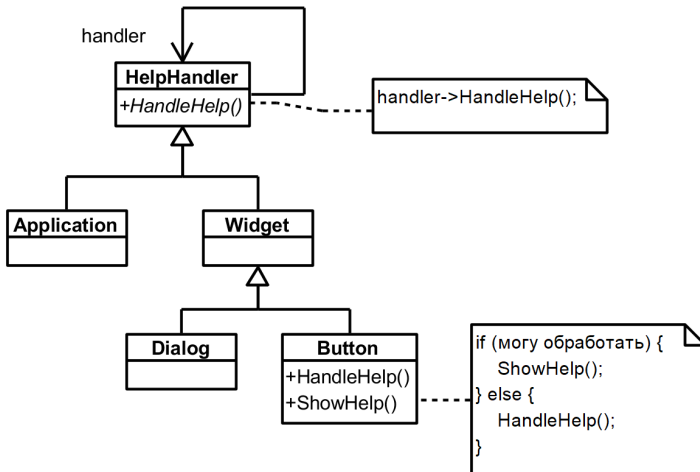 handler
HelpHandler
+HandleHelp()
handler->HandleHelp();
Application
Widget
Dialog
Button
+HandleHelp()
+ShowHelp()
if (могу обработать) {
ShowHelp();
} else {
HandleHelp();
}